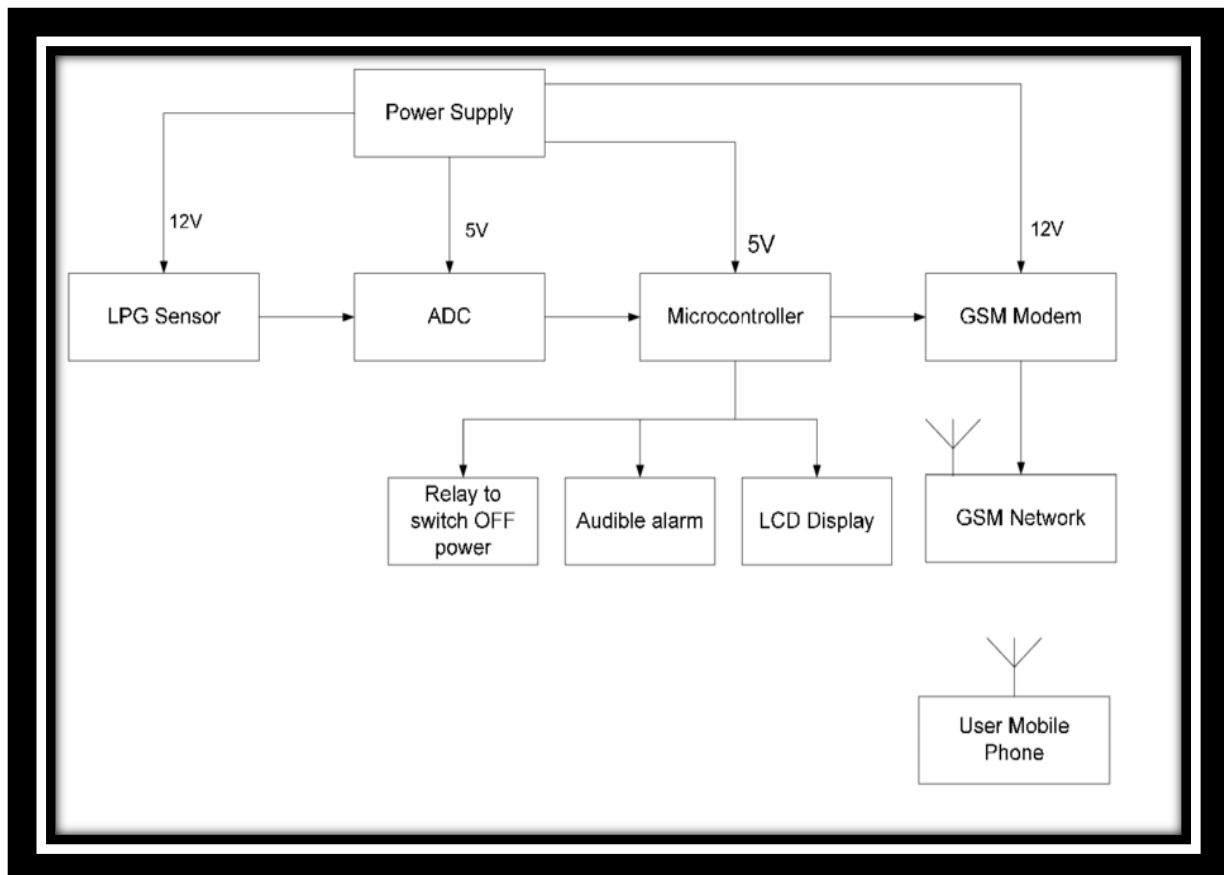 Power Supply
12V
5V
5V
12V
LPG Sensor
ADC
Microcontroller
GSM Modem
Relay to
switch OFF
power
Audible alarm
LCD Display
GSM Network
User Mobile
Phone